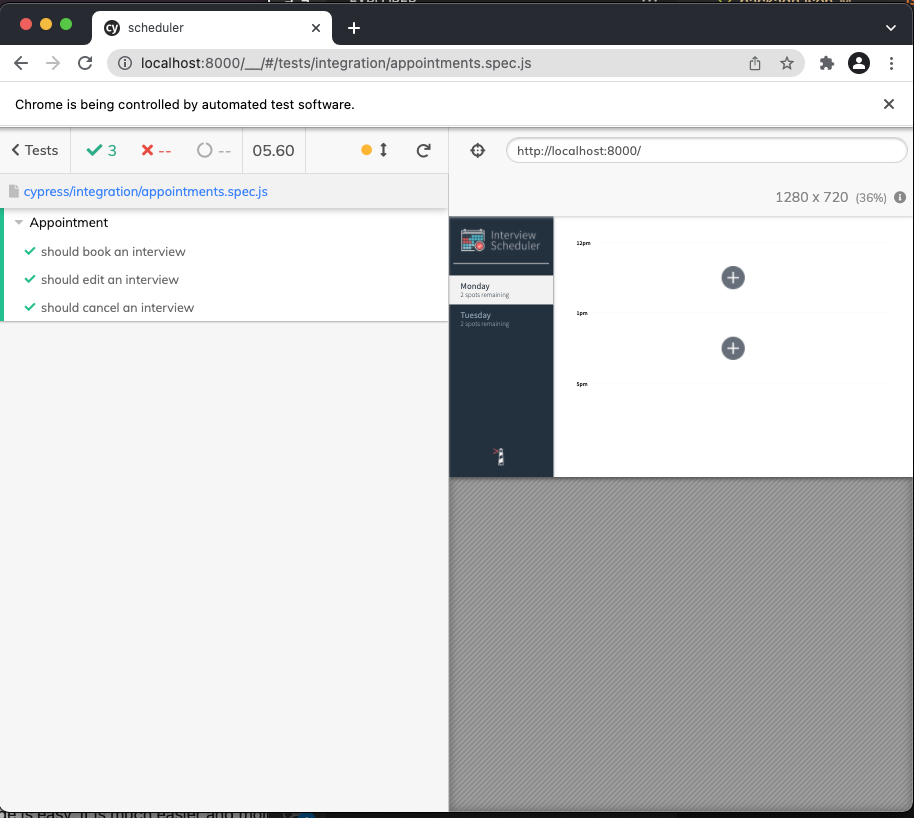 scheduler
localhost:8000/__/#/tests/integration/appointments.spec.js
Chrome is being controlled by automated test software.
Tests 3 -- -- 05.60
http://localhost:8000/
cypress/integration/appointments.spec.js
1280 x 720 (36%)
Appointment
should book an interview
should edit an interview
should cancel an interview
Interview
Scheduler
Monday
2 spots remaining
Tuesday
2 spots remaining
12pm
1pm
5pm